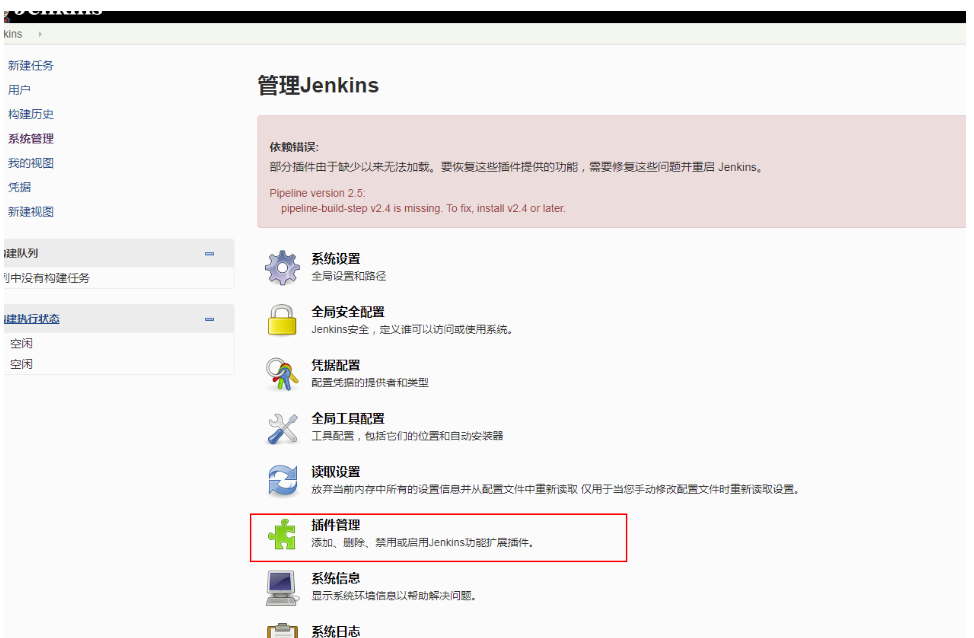 Jenkins
kins
新建任务
用户
构建历史
系统管理
我的视图
凭据
新建视图
建队列
列中没有构建任务
建执行状态
空闲
空闲
管理Jenkins
依赖错误:
部分插件由于缺少以来无法加载。要恢复这些插件提供的功能，需要修复这些问题并重启 Jenkins。
Pipeline version 2.5:
pipeline-build-step v2.4 is missing. To fix, install v2.4 or later.
系统设置
全局设置和路径
全局安全配置
Jenkins安全，定义谁可以访问或使用系统。
凭据配置
配置凭据的提供者和类型
全局工具配置
工具配置，包括它们的位置和自动安装器
读取设置
放弃当前内存中所有的设置信息并从配置文件中重新读取 仅用于当您手动修改配置文件时重新读取设置。
插件管理
添加、删除、禁用或启用Jenkins功能扩展插件。
系统信息
显示系统环境信息以帮助解决问题。
系统日志